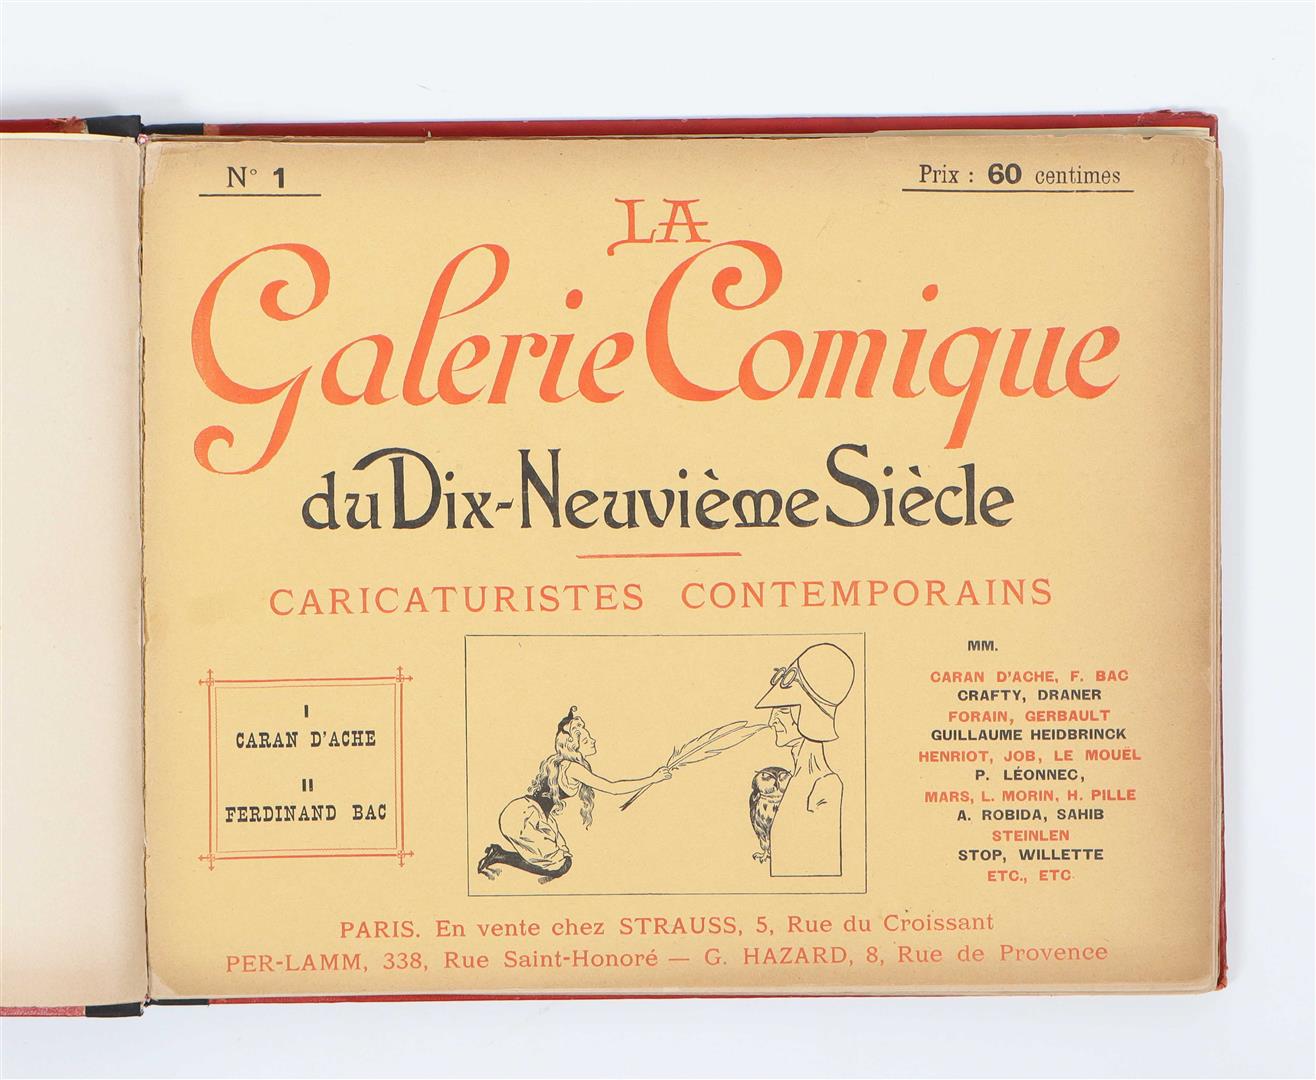 N° 1
Prix : 60 centimes
LA
Galerie Comique
du Dix-Neuvième Siècle
CARICATURISTES CONTEMPORAINS
I
CARAN D'ACHE
II
FERDINAND BAC
MM.
CARAN D'ACHE, F. BAC
CRAFTY, DRANER
FORAIN, GERBAULT
GUILLAUME HEIDBRINCK
HENRIOT, JOB, LE MOUËL
P. LÉONNEC,
MARS, L. MORIN, H. PILLE
A. ROBIDA, SAHIB
STEINLEN
STOP, WILLETTE
ETC., ETC.
PARIS. En vente chez STRAUSS, 5, Rue du Croissant
PER-LAMM, 338, Rue Saint-Honoré — G. HAZARD, 8, Rue de Provence